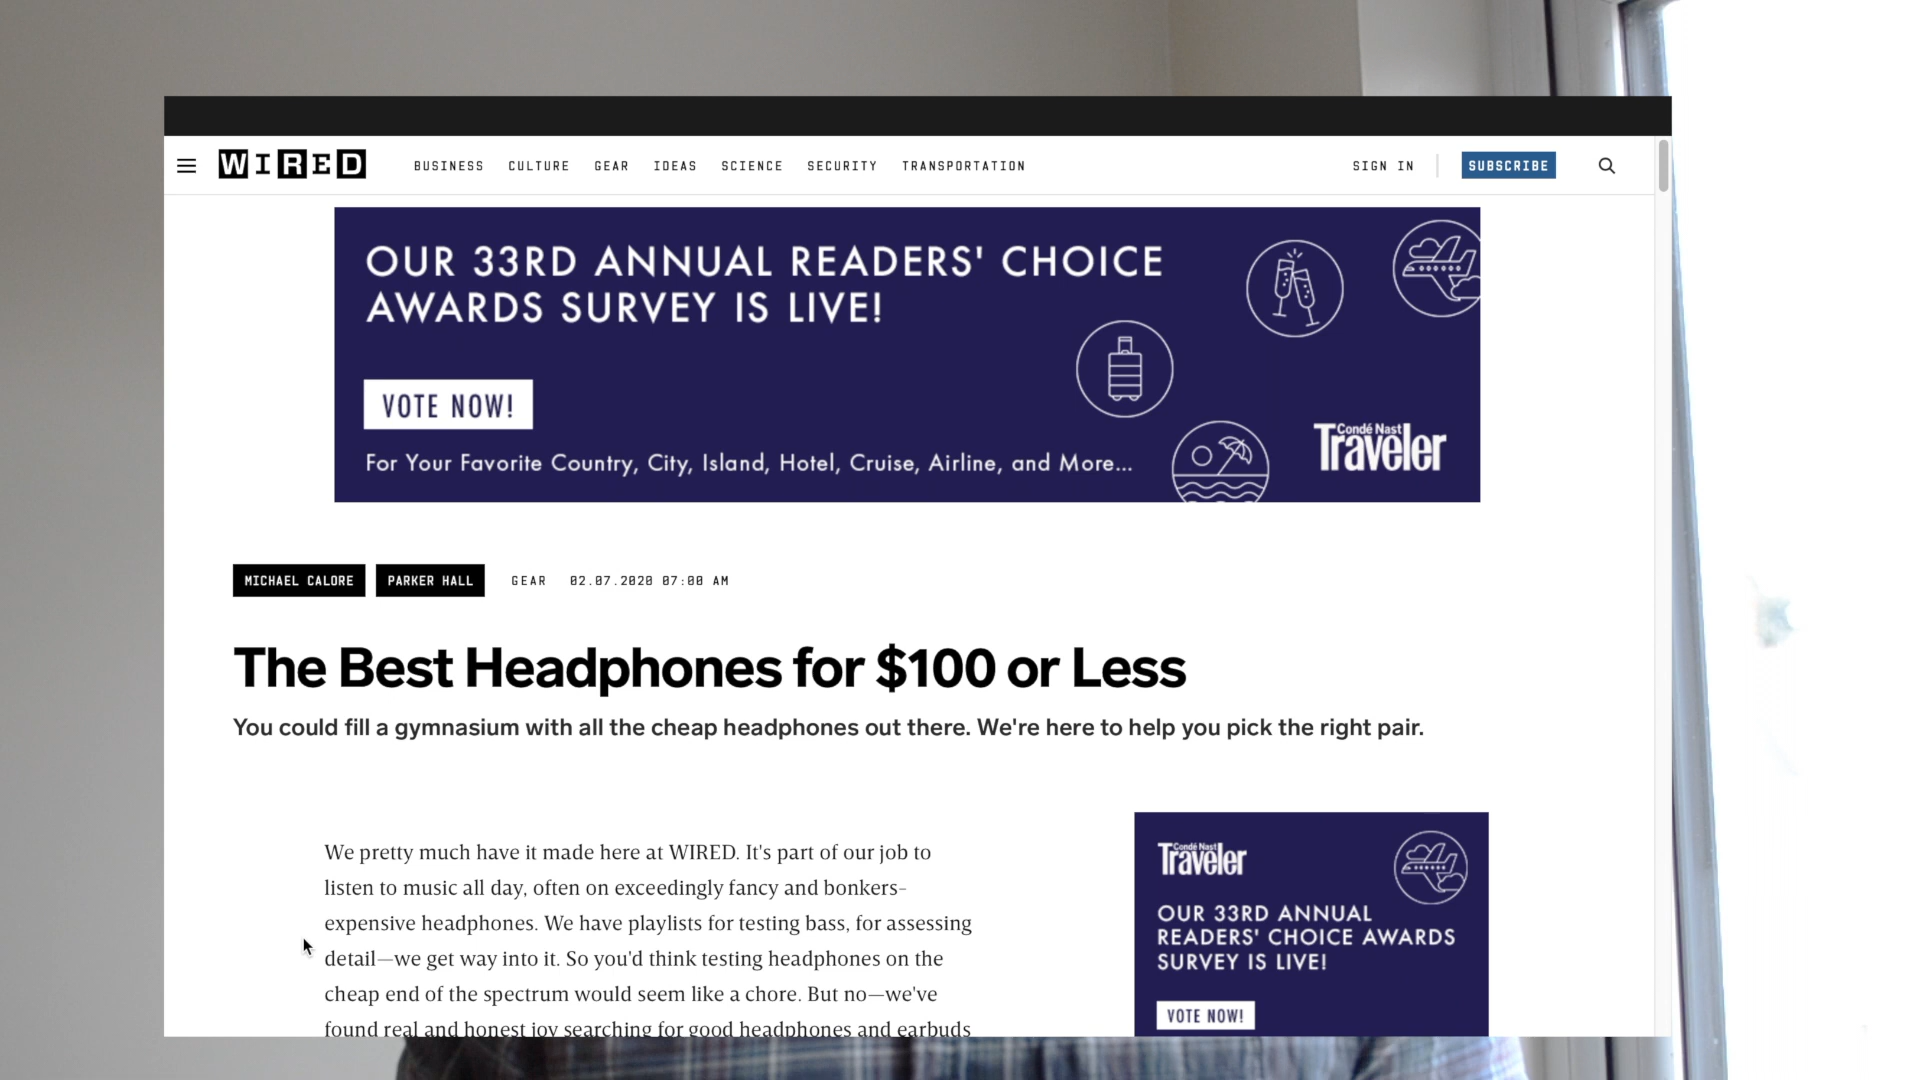 WIRED
BUSINESS CULTURE GEAR IDEAS SCIENCE SECURITY TRANSPORTATION
SIGN IN
SUBSCRIBE
OUR 33RD ANNUAL READERS' CHOICE
AWARDS SURVEY IS LIVE!
VOTE NOW!
For Your Favorite Country, City, Island, Hotel, Cruise, Airline, and More...
Condé Nast
Traveler
MICHAEL CALORE PARKER HALL GEAR 02.07.2020 07:00 AM
The Best Headphones for $100 or Less
You could fill a gymnasium with all the cheap headphones out there. We're here to help you pick the right pair.
We pretty much have it made here at WIRED. It's part of our job to
listen to music all day, often on exceedingly fancy and bonkers-
expensive headphones. We have playlists for testing bass, for assessing
detail—we get way into it. So you'd think testing headphones on the
cheap end of the spectrum would seem like a chore. But no—we've
found real and honest joy searching for good headphones and earbuds
Condé Nast
Traveler
OUR 33RD ANNUAL
READERS' CHOICE AWARDS
SURVEY IS LIVE!
VOTE NOW!